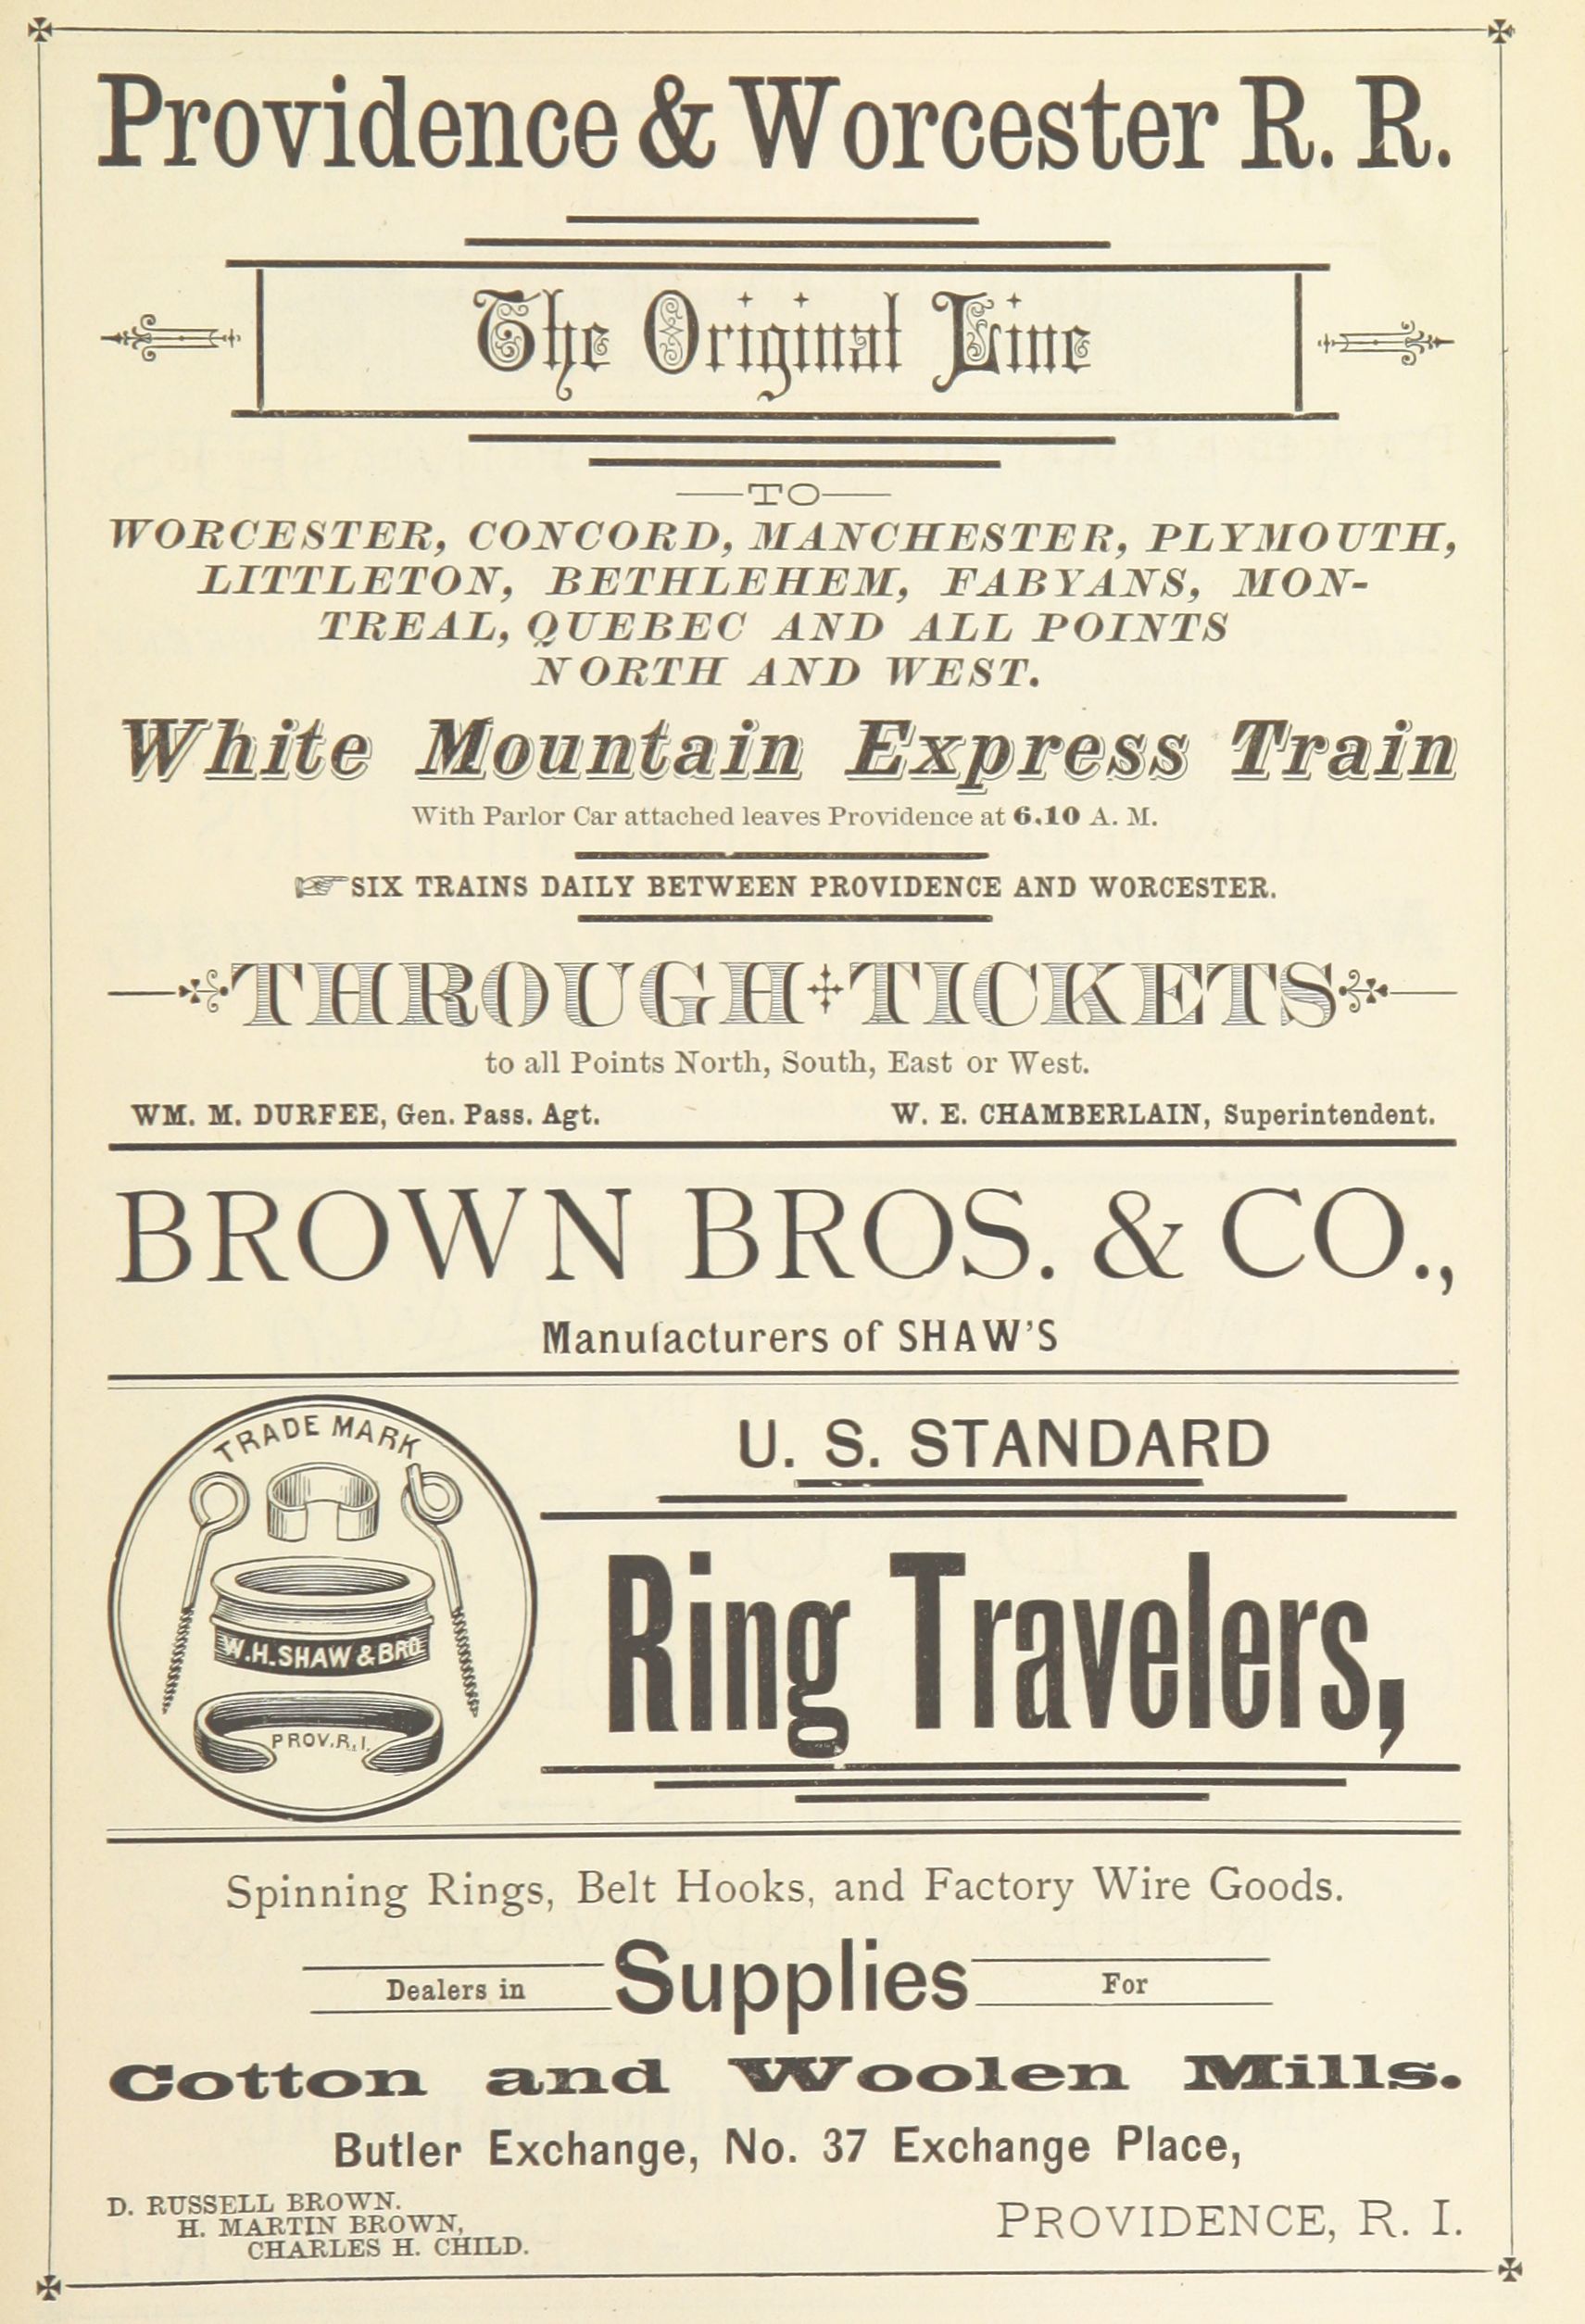 Providence & Worcester R. R.
The Original Line
TO
WORCESTER, CONCORD, MANCHESTER, PLYMOUTH,
LITTLETON, BETHLEHEM, FABYANS, MON-
TREAL, QUEBEC AND ALL POINTS
NORTH AND WEST.
White Mountain Express Train
With Parlor Car attached leaves Providence at 6.10 A. M.
SIX TRAINS DAILY BETWEEN PROVIDENCE AND WORCESTER.
THROUGH TICKETS
to all Points North, South, East or West.
WM. M. DURFEE, Gen. Pass. Agt.
W. E. CHAMBERLAIN, Superintendent.
BROWN BROS. & CO.,
Manufacturers of SHAW'S
TRADE MARK
W.H.SHAW & BRO
PROV.R.I.
U. S. STANDARD
Ring Travelers,
Spinning Rings, Belt Hooks, and Factory Wire Goods.
Dealers in Supplies For
Cotton and Woolen Mills.
Butler Exchange, No. 37 Exchange Place,
D. RUSSELL BROWN.
H. MARTIN BROWN,
CHARLES H. CHILD.
PROVIDENCE, R. I.